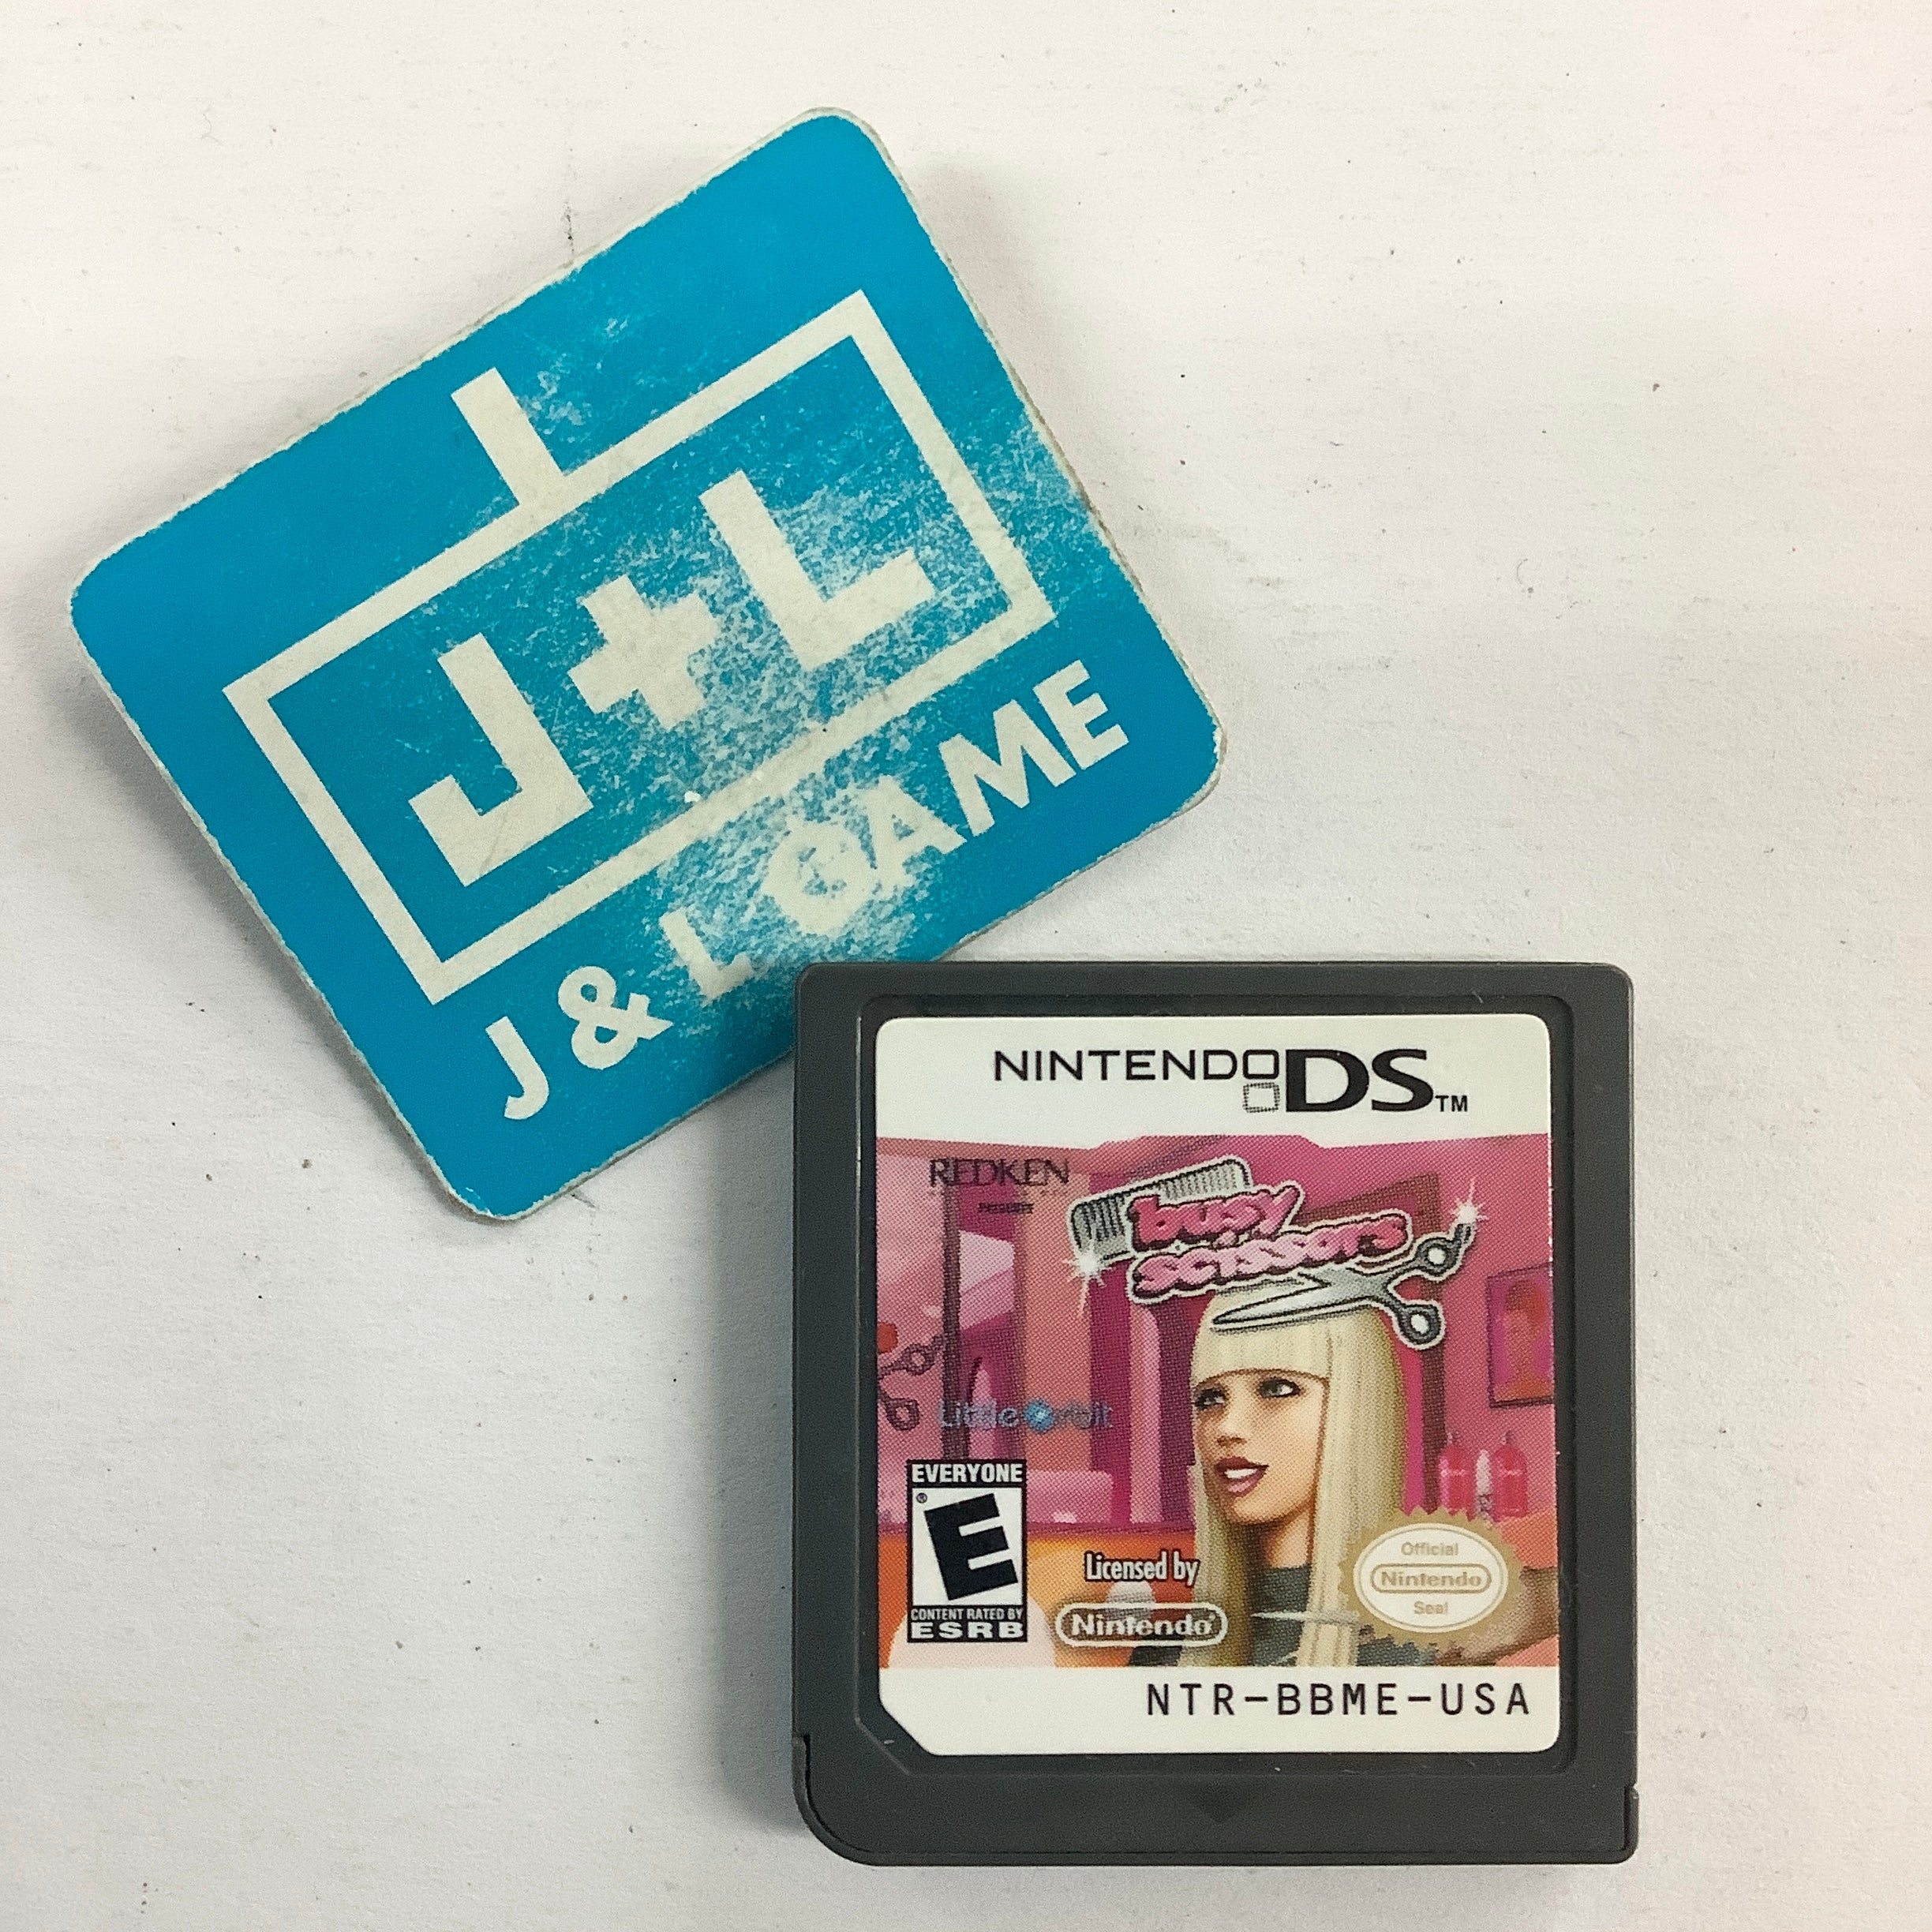 J+L
J & L GAME
NINTENDO DS TM
REDKEN
PRESENTS
busy
scissors
Little Orbit
EVERYONE
E
®
CONTENT RATED BY
ESRB
Licensed by
Nintendo®
Official
Nintendo
Seal
NTR-BBME-USA